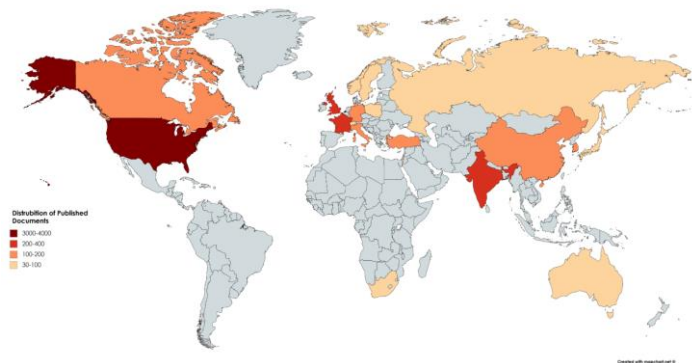 Distrubition of Published
Documents
3000-4000
200-400
100-200
30-100
Created with mapchart.net ©